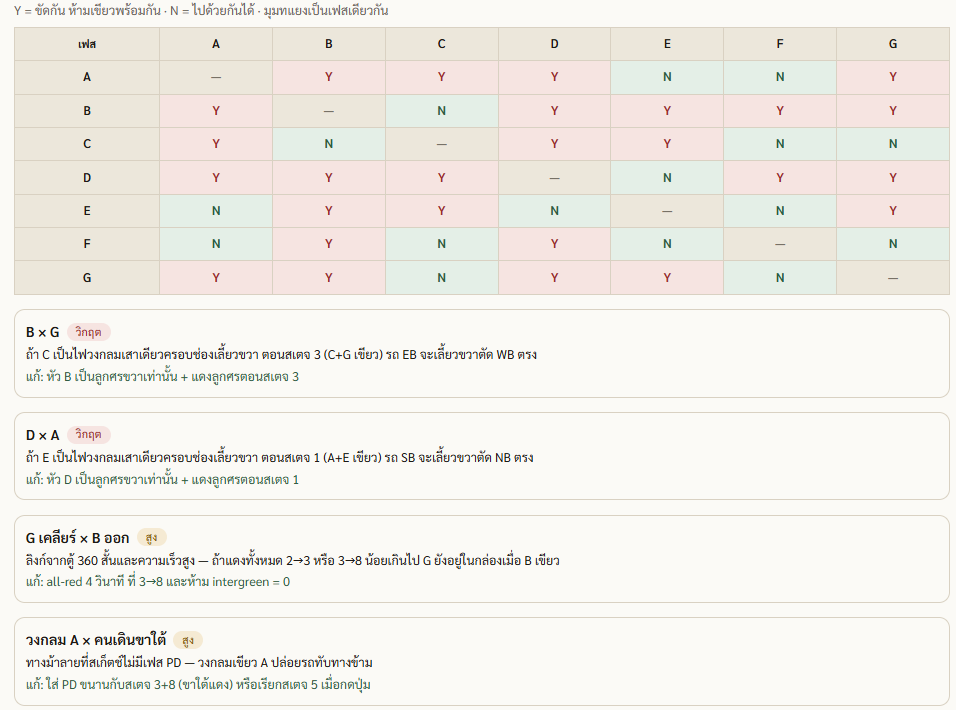 Y = ขัดกัน ห้ามเขียวพร้อมกัน · N = ไปด้วยกันได้ · มุมทแยงเป็นเฟสเดียวกัน
เฟส A B C D E F G
A — Y Y Y N N Y
B Y — N Y Y Y Y
C Y N — Y Y N N
D Y Y Y — N Y Y
E N Y Y N — N Y
F N Y N Y N — N
G Y Y N Y Y N —
B × G วิกฤต
ถ้า C เป็นไฟวงกลมเสาเดียวครอบช่องเลี้ยวขวา ตอนสเตจ 3 (C+G เขียว) รถ EB จะเลี้ยวขวาตัด WB ตรง
แก้: หัว B เป็นลูกศรขวาเท่านั้น + แดงลูกศรตอนสเตจ 3
D × A วิกฤต
ถ้า E เป็นไฟวงกลมเสาเดียวครอบช่องเลี้ยวขวา ตอนสเตจ 1 (A+E เขียว) รถ SB จะเลี้ยวขวาตัด NB ตรง
แก้: หัว D เป็นลูกศรขวาเท่านั้น + แดงลูกศรตอนสเตจ 1
G เคลียร์ × B ออก สูง
ลิงก์จากตู้ 360 สั้นและความเร็วสูง — ถ้าแดงทั้งหมด 2→3 หรือ 3→8 น้อยเกินไป G ยังอยู่ในกล่องเมื่อ B เขียว
แก้: all-red 4 วินาที ที่ 3→8 และห้าม intergreen = 0
วงกลม A × คนเดินขาใต้ สูง
ทางม้าลายที่สเก็ตช์ไม่มีเฟส PD — วงกลมเขียว A ปล่อยรถทับทางข้าม
แก้: ใส่ PD ขนานกับสเตจ 3+8 (ขาใต้แดง) หรือเรียกสเตจ 5 เมื่อกดปุ่ม